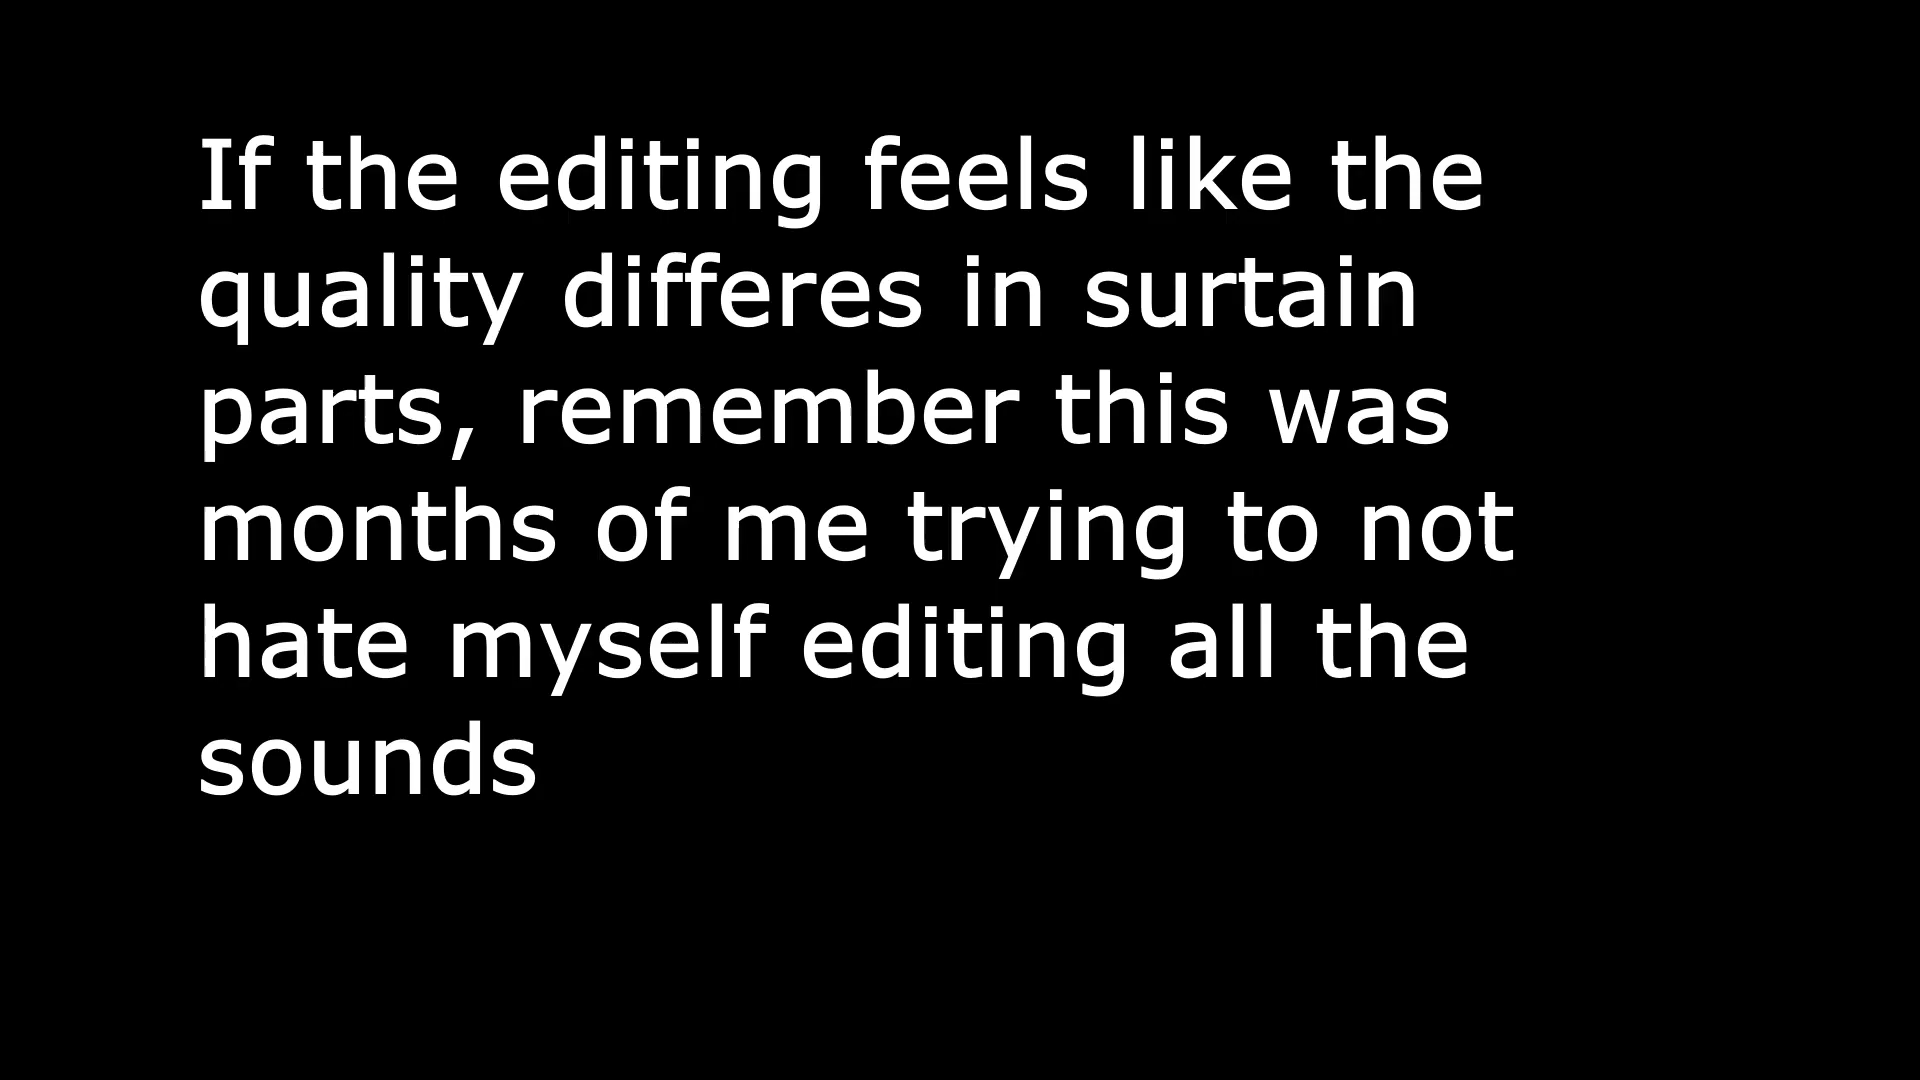 If the editing feels like the
quality differes in surtain
parts, remember this was
months of me trying to not
hate myself editing all the
sounds